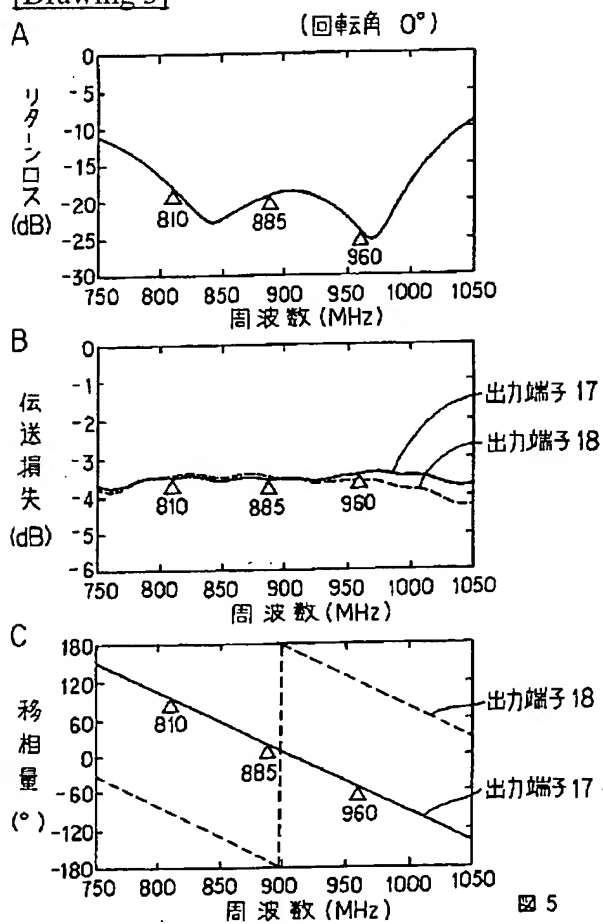 [Drawing 5]
A (回転角 0°)
リターンロス (dB)
0
-5
-10
-15
-20
-25
-30
810
885
960
750 800 850 900 950 1000 1050
周波数 (MHz)
B
伝送損失 (dB)
0
-1
-2
-3
-4
-5
-6
出力端子 17
出力端子 18
810
885
960
750 800 850 900 950 1000 1050
周波数 (MHz)
C
移相量 (°)
180
120
60
0
-60
-120
-180
810
885
960
出力端子 18
出力端子 17
750 800 850 900 950 1000 1050
周波数 (MHz)
図 5